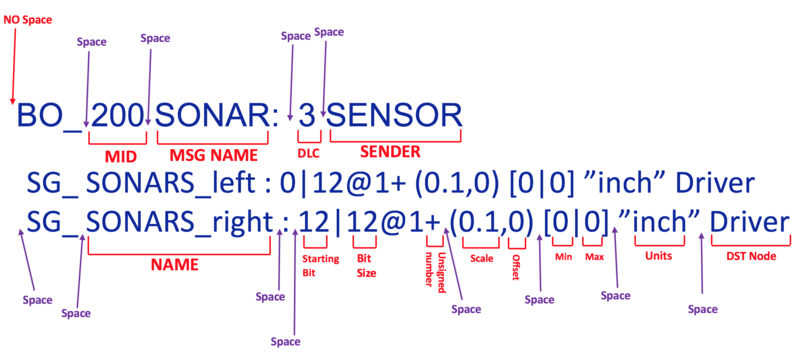 NO Space
Space Space Space Space
BO_ 200 SONAR: 3 SENSOR
MID MSG NAME DLC SENDER
SG_ SONARS_left : 0|12@1+ (0.1,0) [0|0] ”inch” Driver
SG_ SONARS_right : 12|12@1+ (0.1,0) [0|0] ”inch” Driver
NAME Starting Bit Bit Size Unsigned number Scale Offset Min Max Units DST Node
Space Space Space Space Space Space Space Space